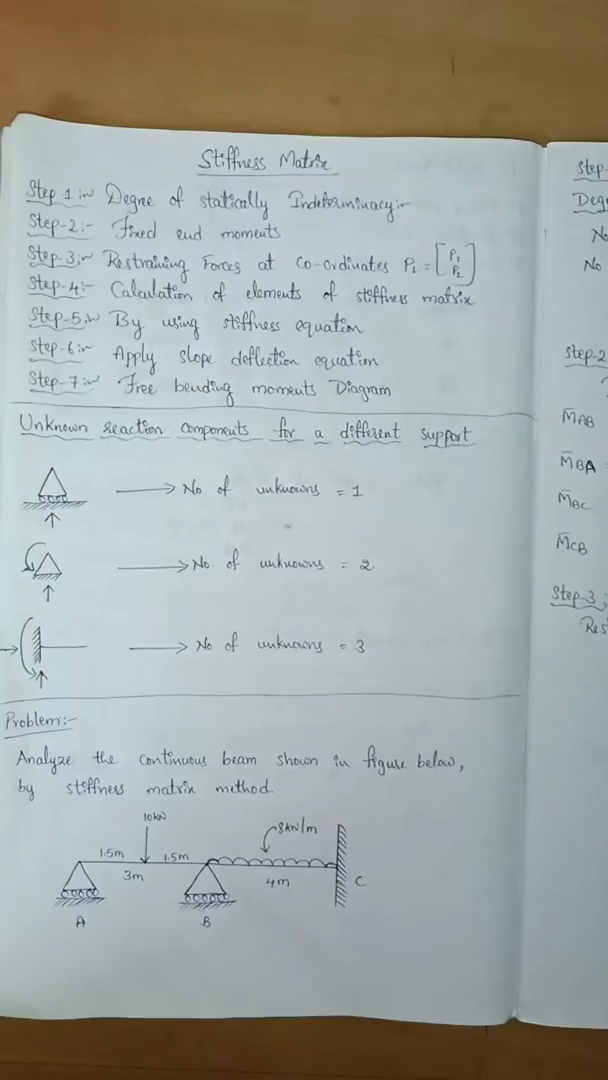 Stiffness Matrix
Step 1:- Degree of statically Indeterminacy:-
Step-2:- Fixed end moments
Step-3:- Restraining Forces at Co-ordinates P₁ = [P₁ P₂]
Step-4:- Calculation of elements of stiffness matrix
Step-5:- By using stiffness equation
Step-6:- Apply slope deflection equation
Step-7:- Free bending moments Diagram
Unknown reaction components for a different support
No of unknowns = 1
No. of unknowns = 2
No of unknowns = 3
Problem:-
Analyze the continuous beam shown in figure below,
by stiffness matrix method.
10kN
8kN/m
1.5m 1.5m
3m 4m
A B C
Step-
Deg
No
No
Step-2
M̄AB
M̄BA =
M̄BC
M̄CB
Step-3:
Res